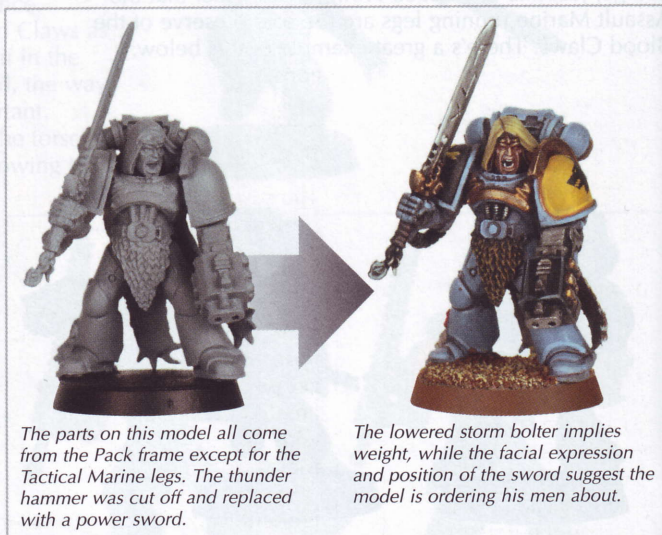 The parts on this model all come
from the Pack frame except for the
Tactical Marine legs. The thunder
hammer was cut off and replaced
with a power sword.
The lowered storm bolter implies
weight, while the facial expression
and position of the sword suggest the
model is ordering his men about.